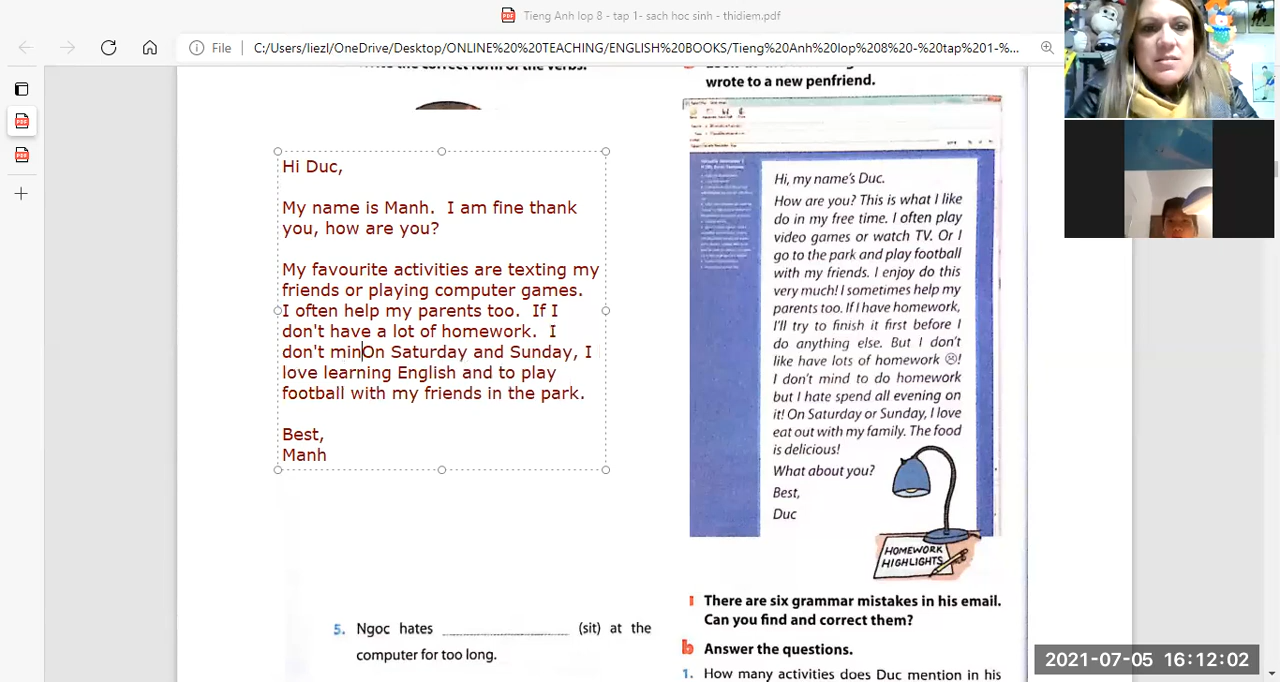 Tieng Anh lop 8 - tap 1- sach hoc sinh - thidiem.pdf
File
C:/Users/liezl/OneDrive/Desktop/ONLINE%20%20TEACHING/ENGLISH%20BOOKS/Tieng%20Anh%20lop%208%20-%20tap%201-%...
Hi Duc,
My name is Manh. I am fine thank
you, how are you?
My favourite activities are texting my
friends or playing computer games.
I often help my parents too. If I
don't have a lot of homework. I
don't minOn Saturday and Sunday, I
love learning English and to play
football with my friends in the park.
Best,
Manh
5. Ngoc hates ____________ (sit) at the
computer for too long.
wrote to a new penfriend.
Hi, my name's Duc.
How are you? This is what I like
do in my free time. I often play
video games or watch TV. Or I
go to the park and play football
with my friends. I enjoy do this
very much! I sometimes help my
parents too. If I have homework,
I'll try to finish it first before I
do anything else. But I don't
like have lots of homework ☹!
I don't mind to do homework
but I hate spend all evening on
it! On Saturday or Sunday, I love
eat out with my family. The food
is delicious!
What about you?
Best,
Duc
HOMEWORK
HIGHLIGHTS
There are six grammar mistakes in his email.
Can you find and correct them?
b Answer the questions.
1. How many activities does Duc mention in his
2021-07-05 16:12:02